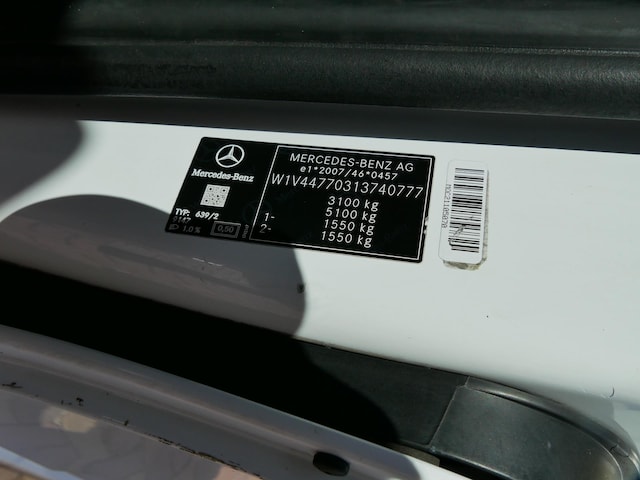 Mercedes-Benz
TYP: 639/2
9147
1.0 %
0,50
MERCEDES-BENZ AG
e1*2007/46*0457
W1V44770313740777
3100 kg
1- 5100 kg
2- 1550 kg
1550 kg